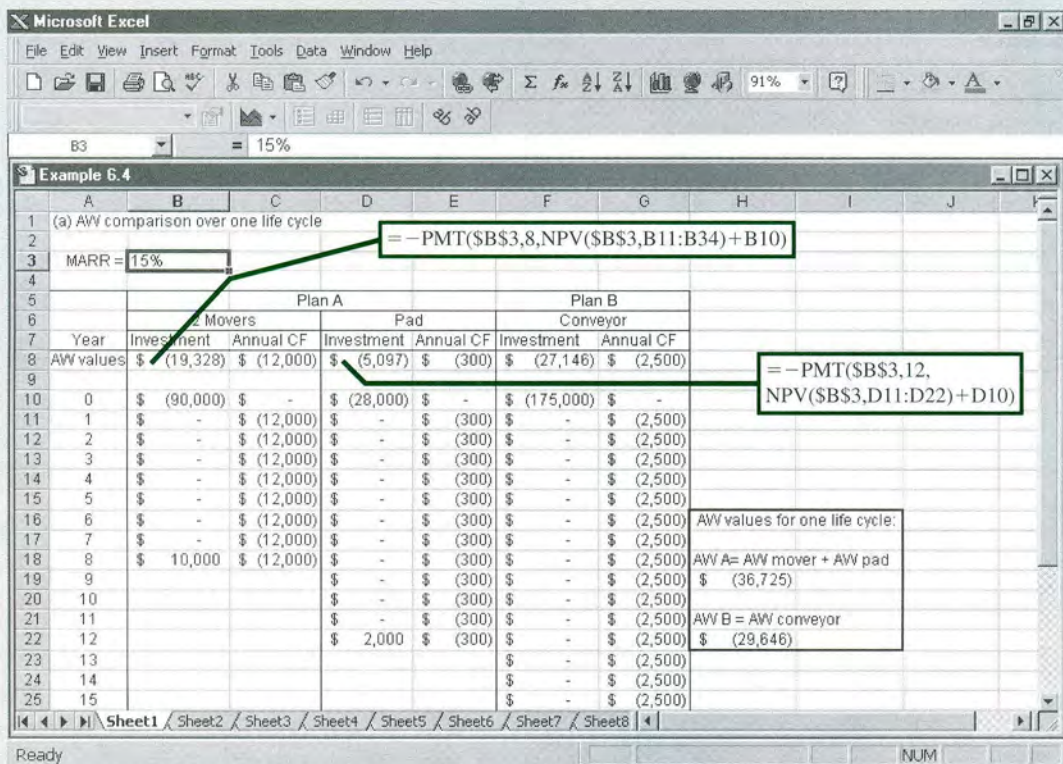 Microsoft Excel
File Edit View Insert Format Tools Data Window Help
91%
B3 = 15%
Example 6.4
A B C D E F G H I J
1 (a) AW comparison over one life cycle
=−PMT($B$3,8,NPV($B$3,B11:B34)+B10)
2
3 MARR = 15%
4
5 Plan A Plan B
6 2 Movers Pad Conveyor
7 Year Investment Annual CF Investment Annual CF Investment Annual CF
8 AW values $ (19,328) $ (12,000) $ (5,097) $ (300) $ (27,146) $ (2,500)
=−PMT($B$3,12,
NPV($B$3,D11:D22)+D10)
9
10 0 $ (90,000) $ - $ (28,000) $ - $ (175,000) $ -
11 1 $ - $ (12,000) $ - $ (300) $ - $ (2,500)
12 2 $ - $ (12,000) $ - $ (300) $ - $ (2,500)
13 3 $ - $ (12,000) $ - $ (300) $ - $ (2,500)
14 4 $ - $ (12,000) $ - $ (300) $ - $ (2,500)
15 5 $ - $ (12,000) $ - $ (300) $ - $ (2,500)
16 6 $ - $ (12,000) $ - $ (300) $ - $ (2,500) AW values for one life cycle:
17 7 $ - $ (12,000) $ - $ (300) $ - $ (2,500)
18 8 $ 10,000 $ (12,000) $ - $ (300) $ - $ (2,500) AW A= AW mover + AW pad
19 9 $ - $ (300) $ - $ (2,500) $ (36,725)
20 10 $ - $ (300) $ - $ (2,500)
21 11 $ - $ (300) $ - $ (2,500) AW B = AW conveyor
22 12 $ 2,000 $ (300) $ - $ (2,500) $ (29,646)
23 13 $ - $ (2,500)
24 14 $ - $ (2,500)
25 15 $ - $ (2,500)
Sheet1 Sheet2 Sheet3 Sheet4 Sheet5 Sheet6 Sheet7 Sheet8
Ready NUM